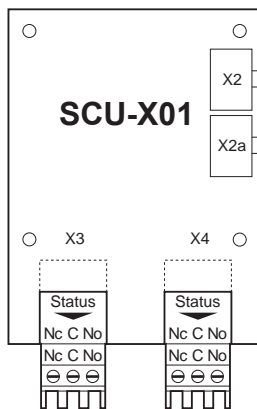 X2
SCU-X01
X2a
X3 X4
Status Status
Nc C No Nc C No
Nc C No Nc C No